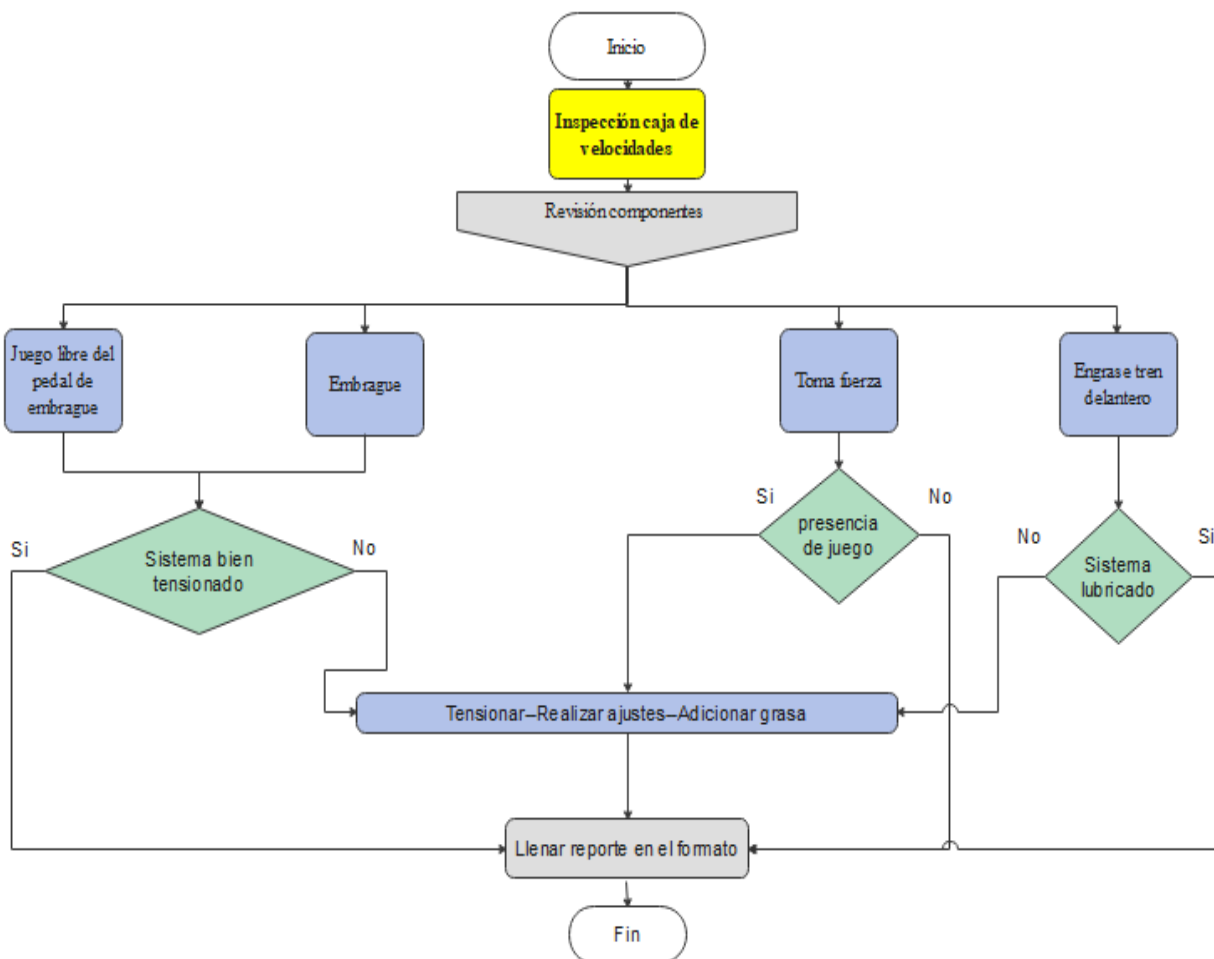 Inicio
Inspección caja de
velocidades
Revisión componentes
Juego libre del
pedal de
embrague
Embrague
Toma fuerza
Engrase tren
delantero
Si
Sistema bien
tensionado
No
Si
presencia
de juego
No
No
Sistema
lubricado
Si
Tensionar–Realizar ajustes–Adicionar grasa
Llenar reporte en el formato
Fin